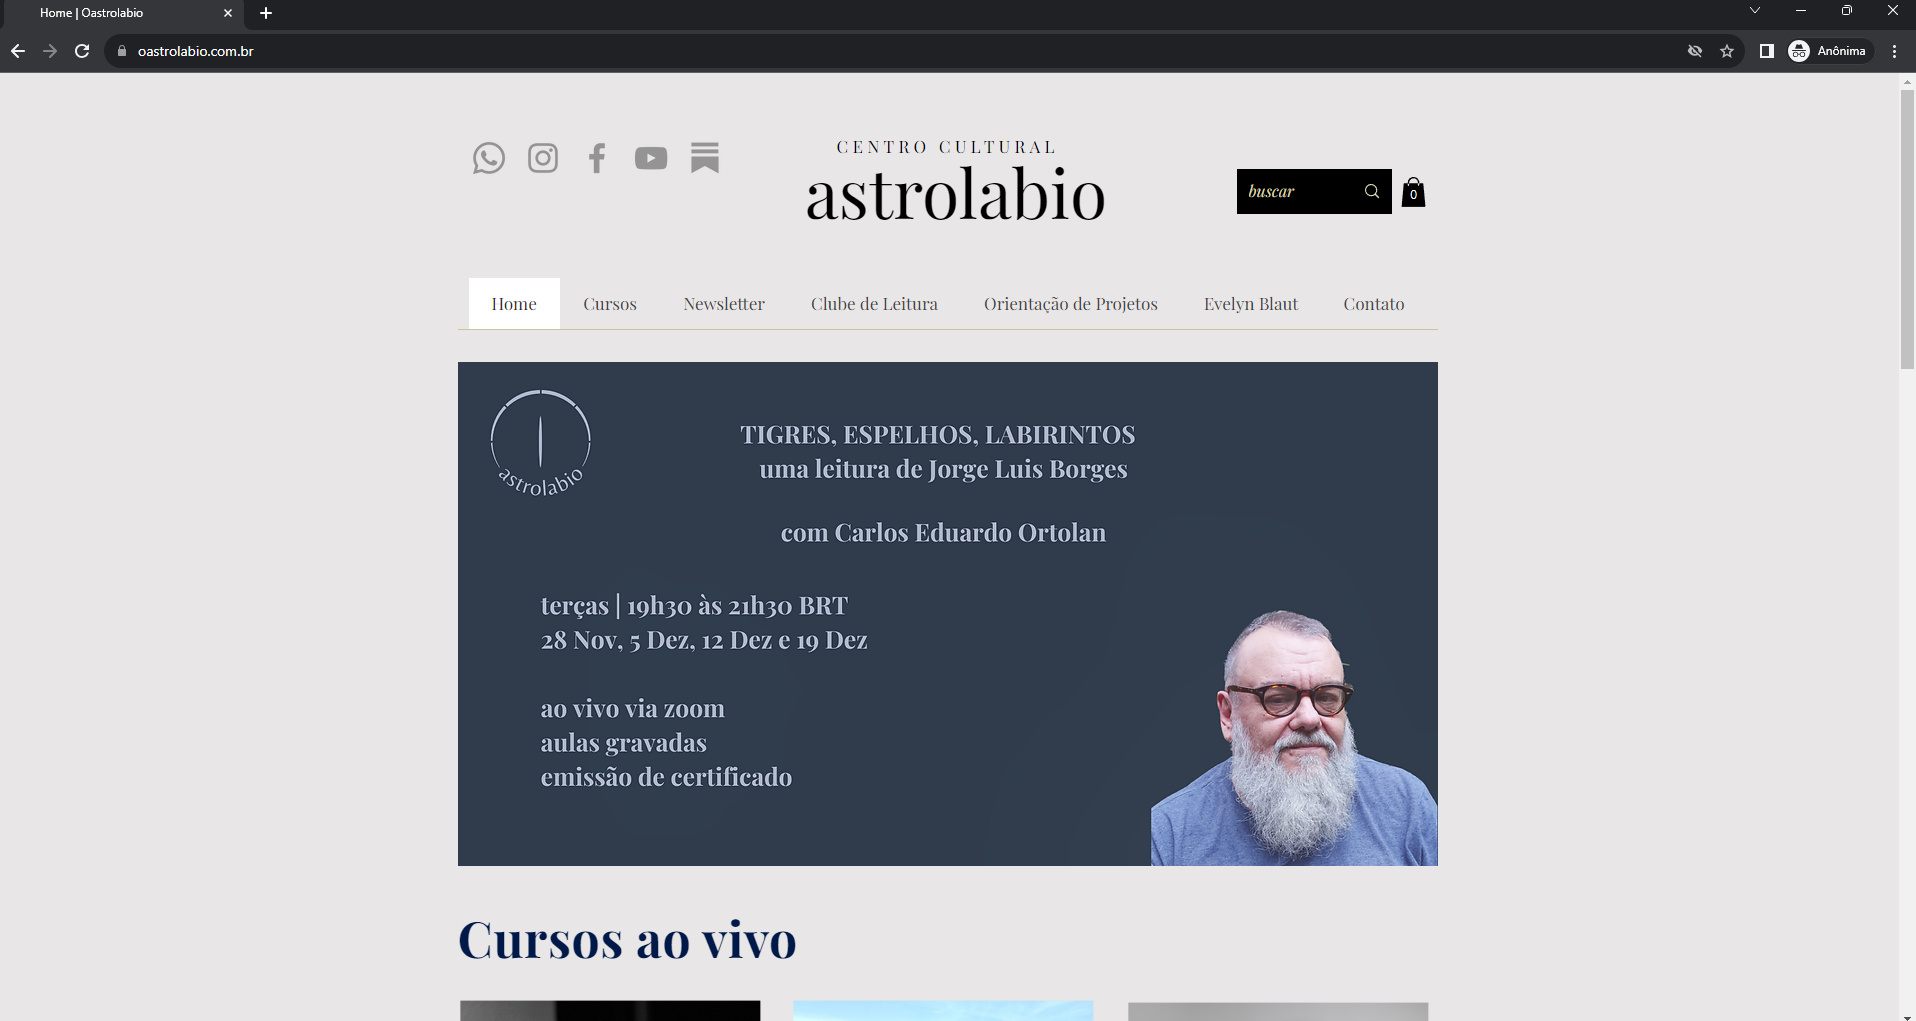 Home | Oastrolabio
oastrolabio.com.br
Anônima
CENTRO CULTURAL
astrolabio
buscar
0
Home
Cursos
Newsletter
Clube de Leitura
Orientação de Projetos
Evelyn Blaut
Contato
astrolabio
TIGRES, ESPELHOS, LABIRINTOS
uma leitura de Jorge Luis Borges
com Carlos Eduardo Ortolan
terças | 19h30 às 21h30 BRT
28 Nov, 5 Dez, 12 Dez e 19 Dez
ao vivo via zoom
aulas gravadas
emissão de certificado
Cursos ao vivo